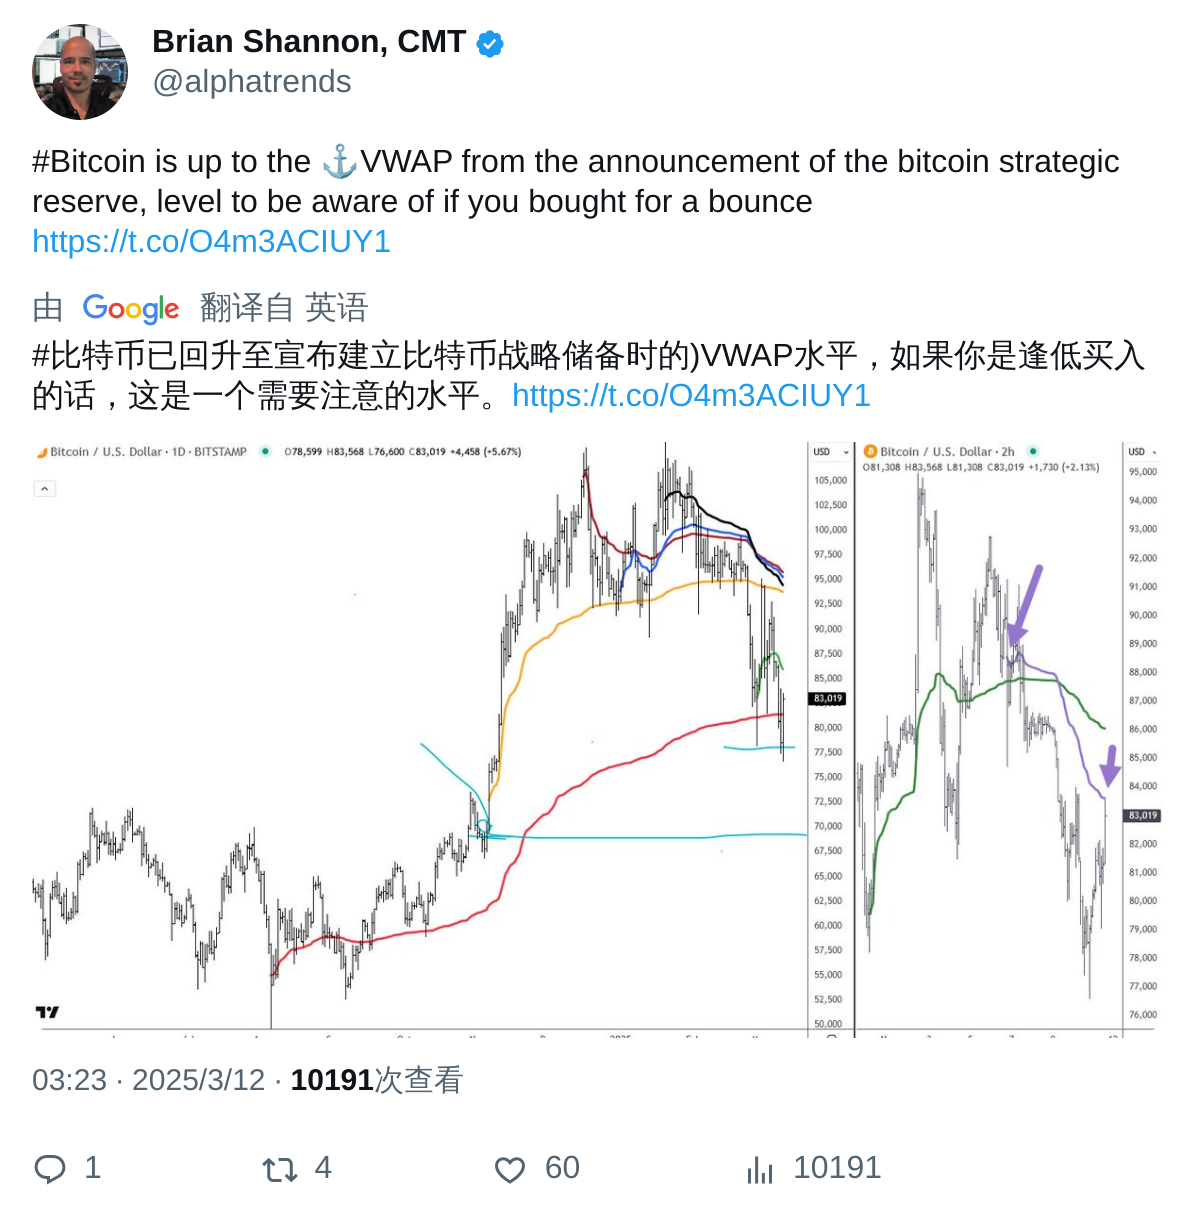 Brian Shannon, CMT
@alphatrends
#Bitcoin is up to the ⚓VWAP from the announcement of the bitcoin strategic
reserve, level to be aware of if you bought for a bounce
https://t.co/O4m3ACIUY1
由 Google 翻译自 英语
#比特币已回升至宣布建立比特币战略储备时的)VWAP水平，如果你是逢低买入
的话，这是一个需要注意的水平。https://t.co/O4m3ACIUY1
Bitcoin / U.S. Dollar · 1D · BITSTAMP O78,599 H83,568 L76,600 C83,019 +4,458 (+5.67%)
USD
105,000
102,500
100,000
97,500
95,000
92,500
90,000
87,500
85,000
83,019
80,000
77,500
75,000
72,500
70,000
67,500
65,000
62,500
60,000
57,500
55,000
52,500
50,000
Bitcoin / U.S. Dollar · 2h
O81,308 H83,568 L81,308 C83,019 +1,730 (+2.13%)
USD
95,000
94,000
93,000
92,000
91,000
90,000
89,000
88,000
87,000
86,000
85,000
84,000
83,019
82,000
81,000
80,000
79,000
78,000
77,000
76,000
03:23 · 2025/3/12 · 10191次查看
1 4 60 10191